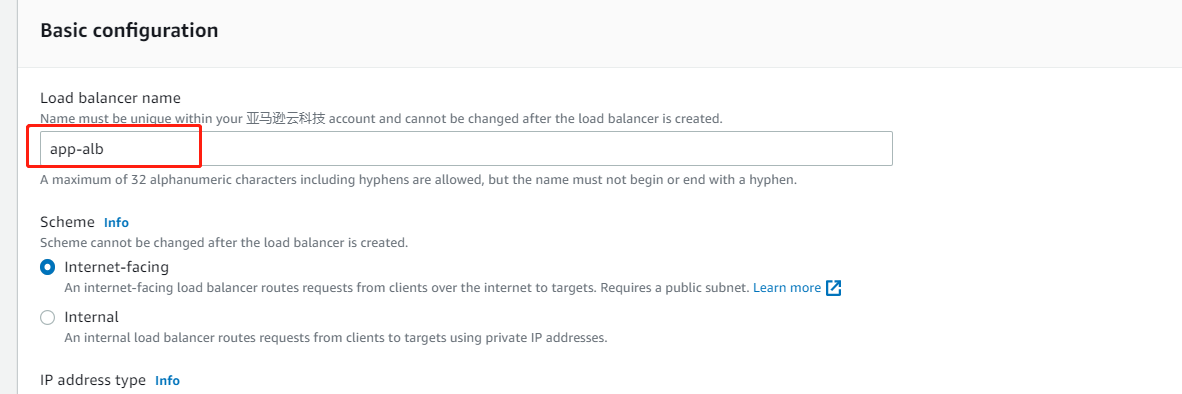 Basic configuration
Load balancer name
Name must be unique within your 亚马逊云科技 account and cannot be changed after the load balancer is created.
app-alb
A maximum of 32 alphanumeric characters including hyphens are allowed, but the name must not begin or end with a hyphen.
Scheme Info
Scheme cannot be changed after the load balancer is created.
Internet-facing
An internet-facing load balancer routes requests from clients over the internet to targets. Requires a public subnet. Learn more
Internal
An internal load balancer routes requests from clients to targets using private IP addresses.
IP address type Info